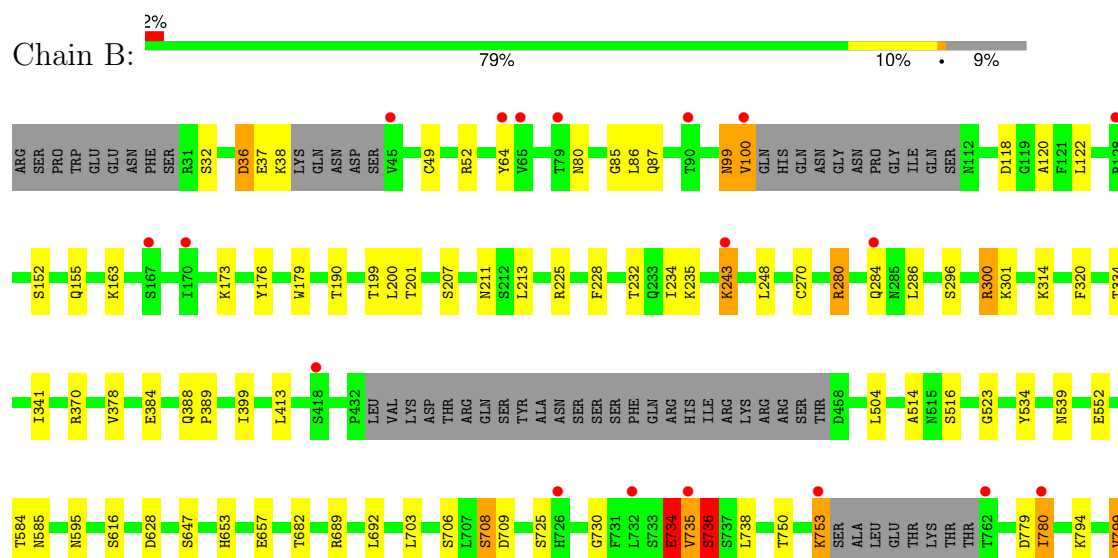 2%
Chain B:
79% 10% • 9%
ARG SER PRO TRP GLU GLU ASN PHE SER R31 S32 D36 E37 K38 LYS GLN ASN ASP SER V45 C49 R52 Y64 V65 T79 N80 G85 L86 Q87 T90 N99 V100 GLN HIS GLN ASN GLY ASN PRO GLY ILE GLN SER N112 D118 G119 A120 F121 L122
S152 Q155 K163 S167 I170 K173 Y176 W179 T190 T199 L200 T201 S207 N211 S212 L213 R225 F228 T232 Q233 I234 K235 K243 L248 C270 R280 Q284 N285 L286 S296 R300 K301 K314 F320
I341 R370 V378 E384 Q388 P389 I399 L413 S418 P432 LEU VAL LYS ASP THR ARG GLN SER TYR ALA ASN SER SER SER PHE GLN ARG HIS ILE ARG LYS ARG ARG SER THR D458 L504 A514 N515 S516 G523 Y534 N539 E552
T584 N585 N595 S616 D628 S647 H653 E657 T682 R689 L692 L703 S706 L707 S708 D709 S725 H726 G730 F731 L732 S733 E734 V735 S736 S737 L738 T750 K753 SER ALA LEU GLU THR LYS THR THR T762 D779 I780 K794